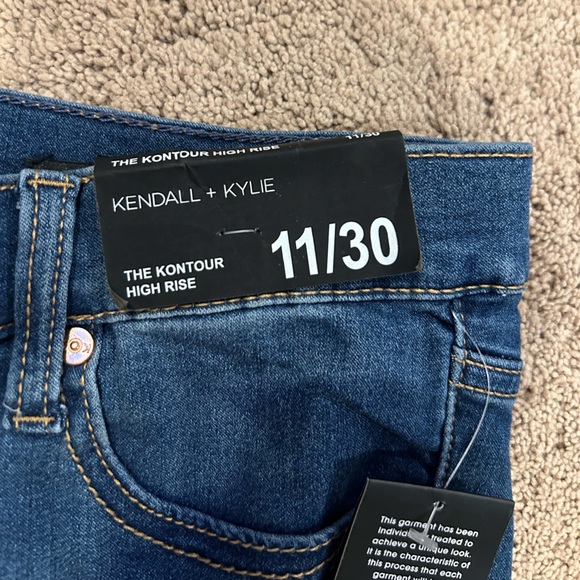 THE KONTOUR HIGH RISE 11/30
KENDALL + KYLIE
THE KONTOUR
HIGH RISE
11/30
This garment has been
treated to
achieve a unique look.
It is the characteristic of
this process that each
garment will